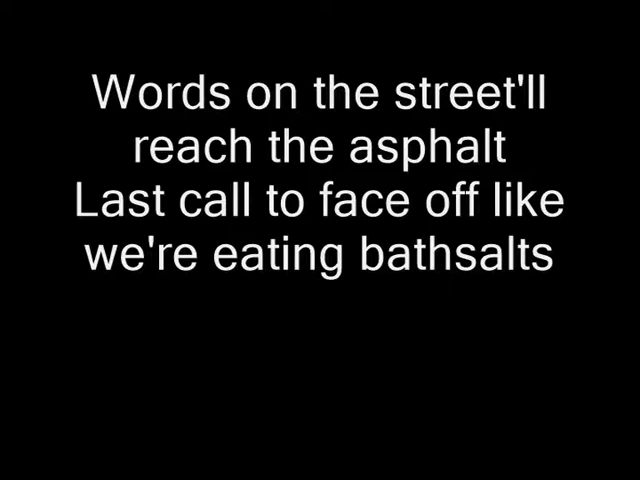 Words on the street'll
reach the asphalt
Last call to face off like
we're eating bathsalts